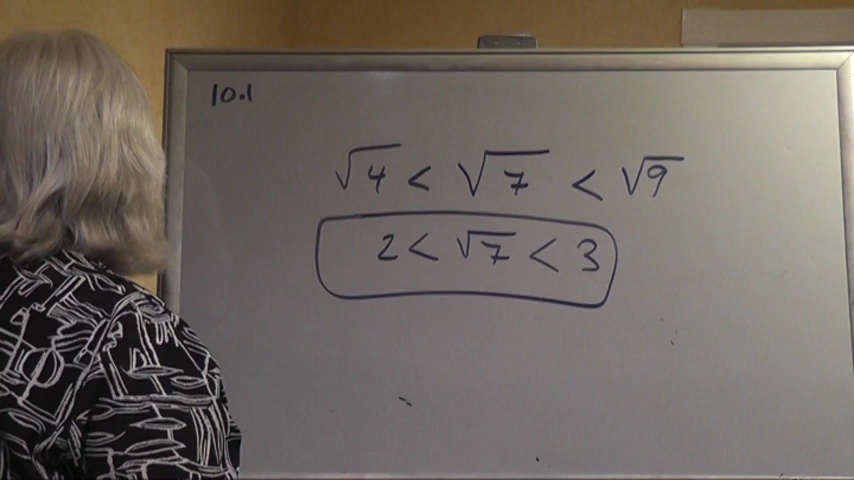 10.1
√4 < √7 < √9
2 < √7 < 3